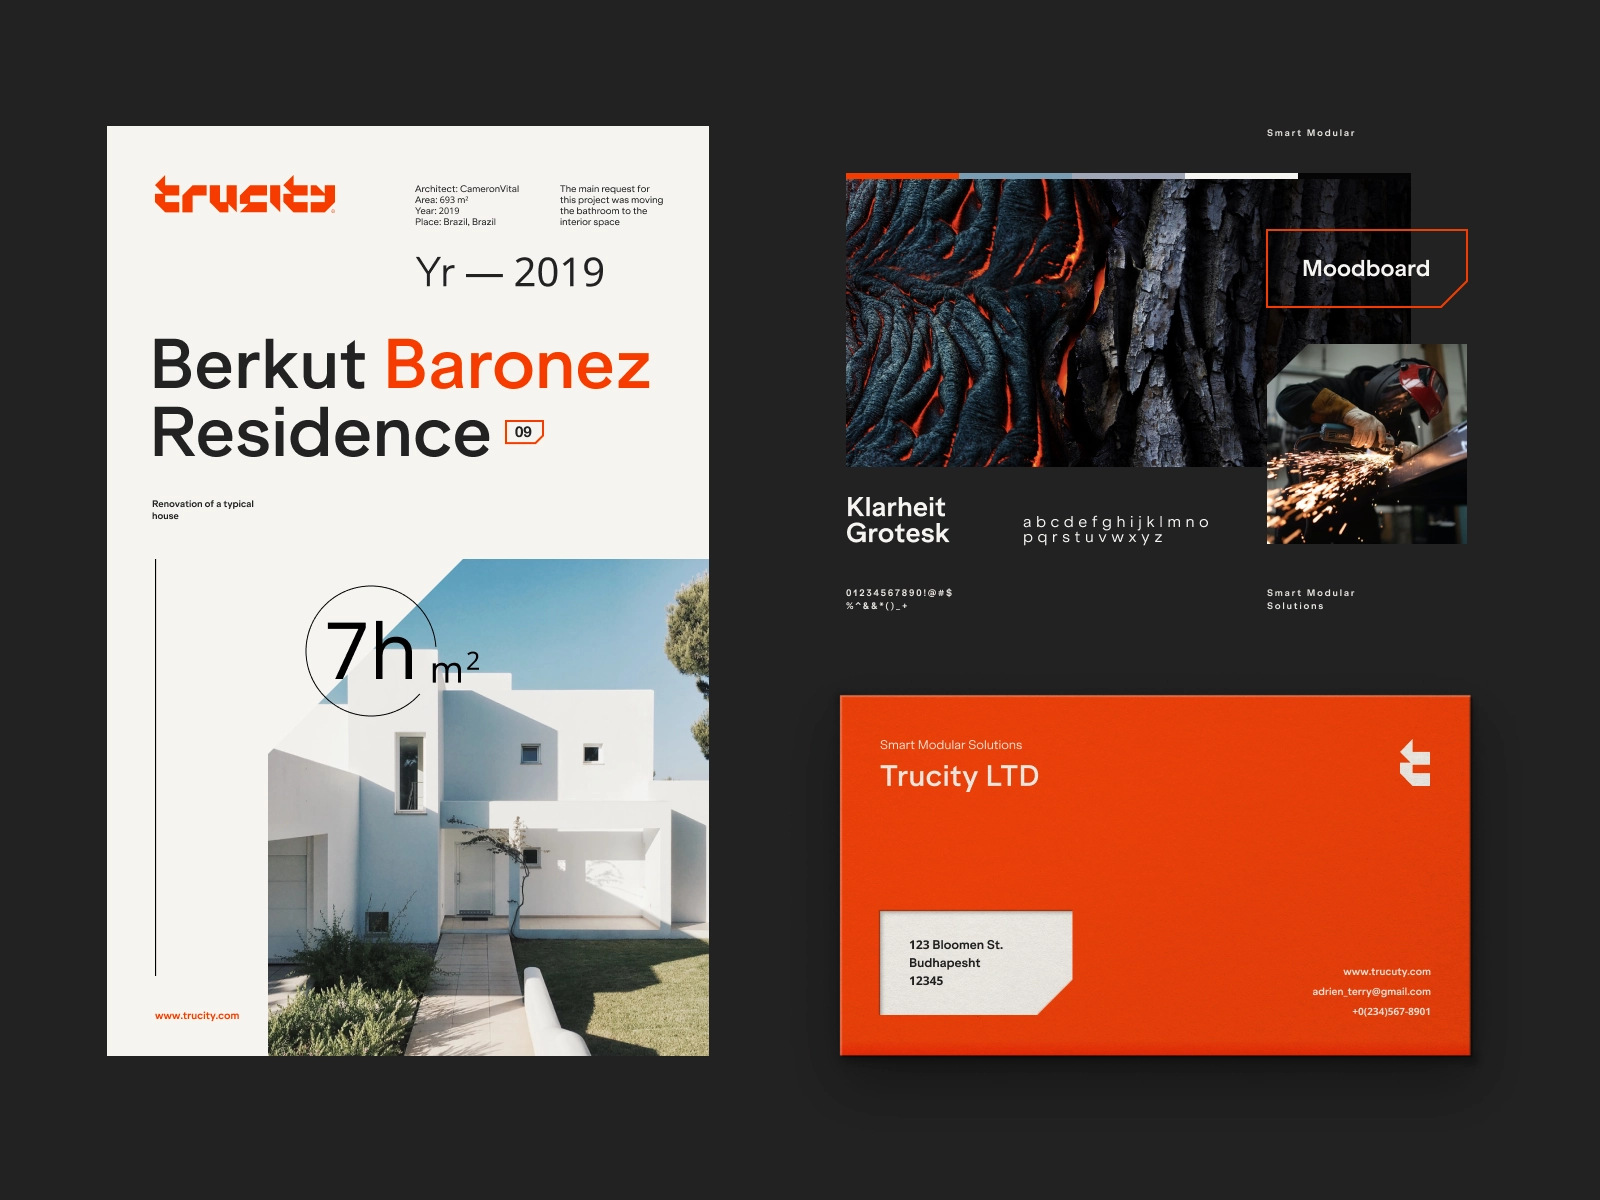 trucity
Architect: CameronVital
Area: 693 m²
Year: 2019
Place: Brazil, Brazil
The main request for
this project was moving
the bathroom to the
interior space
Yr — 2019
Berkut Baronez
Residence 09
Renovation of a typical
house
7h m²
www.trucity.com
Smart Modular
Moodboard
Klarheit
Grotesk
a b c d e f g h i j k l m n o
p q r s t u v w x y z
01234567890!@#$
%^&&*()_+
Smart Modular
Solutions
Smart Modular Solutions
Trucity LTD
123 Bloomen St.
Budhapesht
12345
www.trucuty.com
adrien_terry@gmail.com
+0(234)567-8901